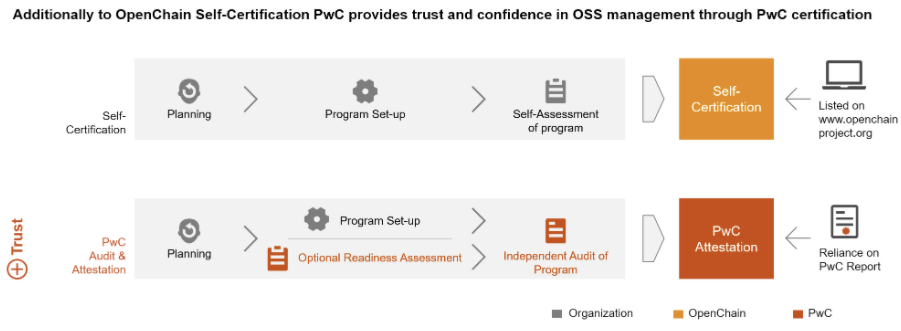 Additionally to OpenChain Self-Certification PwC provides trust and confidence in OSS management through PwC certification
Self-
Certification
Planning
Program Set-up
Self-Assessment
of program
Self-
Certification
Listed on
www.openchain
project.org
Trust
PwC
Audit &
Attestation
Planning
Program Set-up
Optional Readiness Assessment
Independent Audit of
Program
PwC
Attestation
Reliance on
PwC Report
Organization
OpenChain
PwC